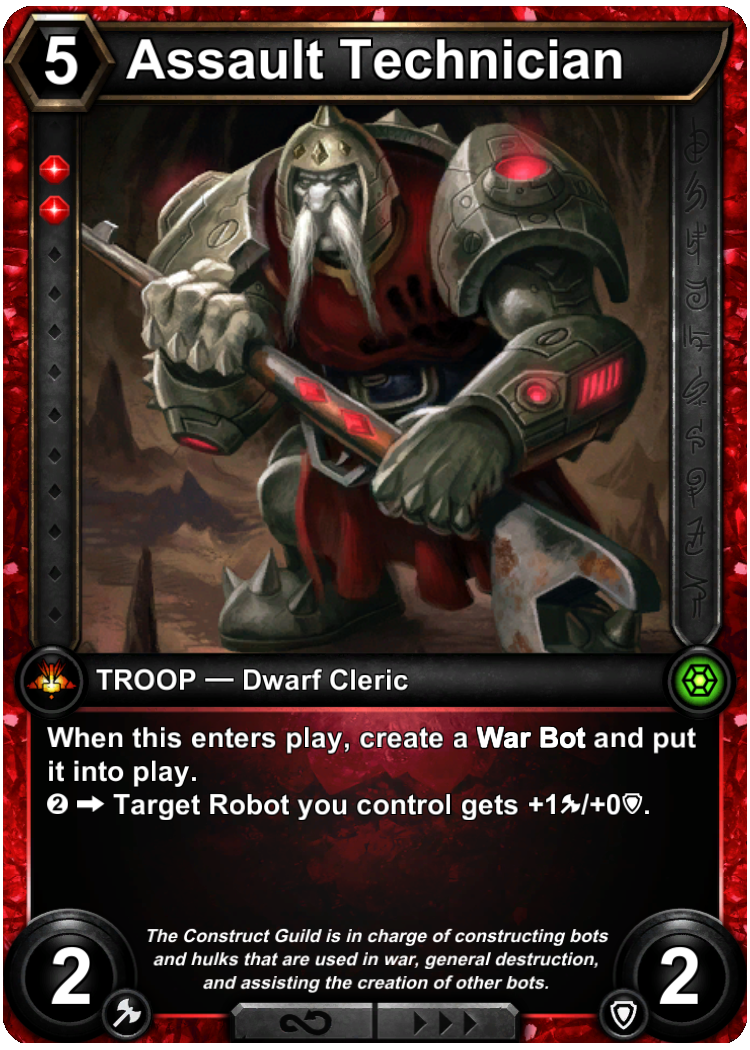 5 Assault Technician
TROOP — Dwarf Cleric
When this enters play, create a War Bot and put
it into play.
2 ➡ Target Robot you control gets +1/+0.
The Construct Guild is in charge of constructing bots
and hulks that are used in war, general destruction,
and assisting the creation of other bots.
2
2